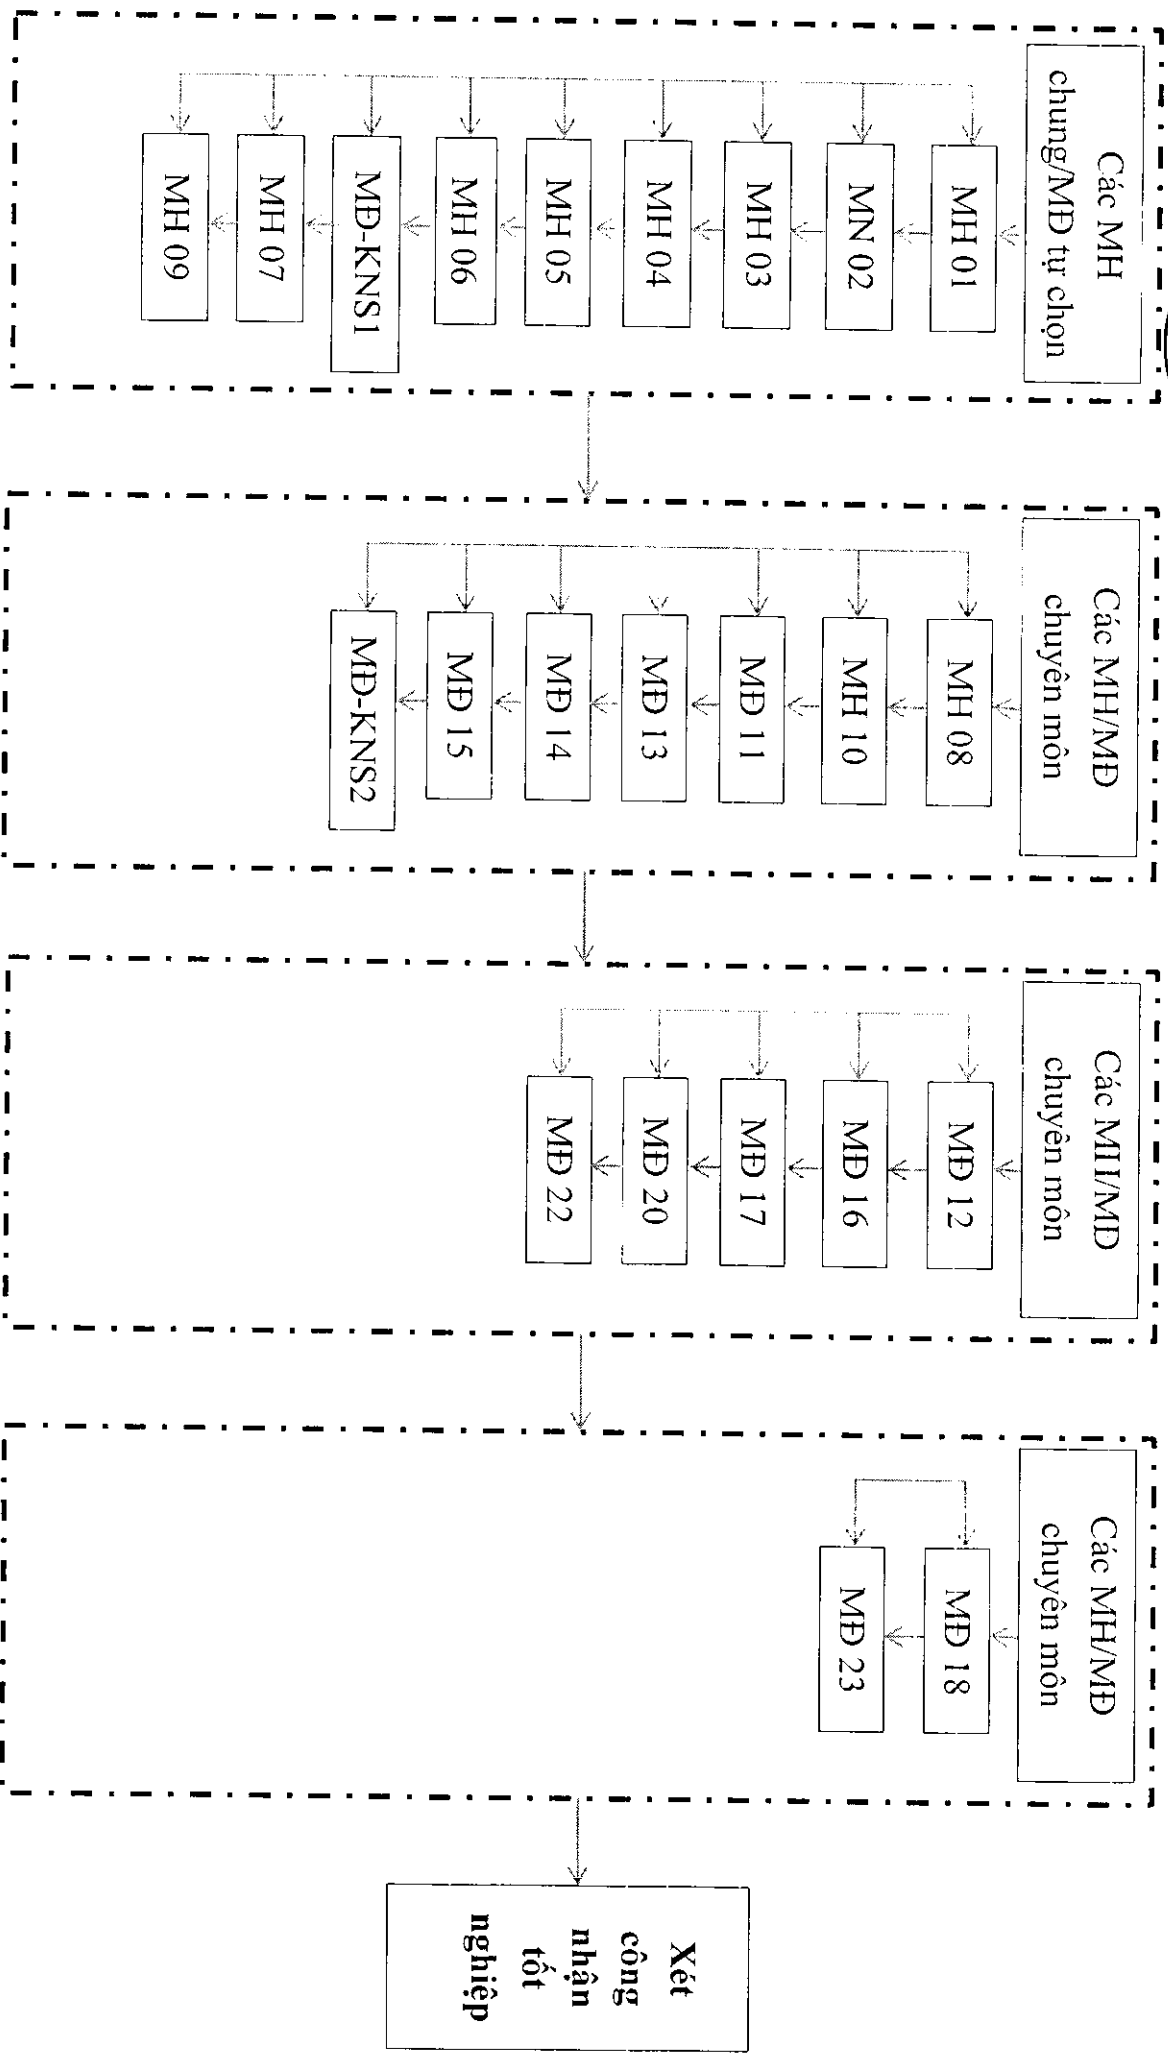 Các MH
chung/MĐ tự chọn
MH 01
MN 02
MH 03
MH 04
MH 05
MH 06
MĐ-KNS1
MH 07
MH 09
Các MH/MĐ
chuyên môn
MH 08
MH 10
MĐ 11
MĐ 13
MĐ 14
MĐ 15
MĐ-KNS2
Các MH/MĐ
chuyên môn
MĐ 12
MĐ 16
MĐ 17
MĐ 20
MĐ 22
Các MH/MĐ
chuyên môn
MĐ 18
MĐ 23
Xét
công
nhận
tốt
nghiệp